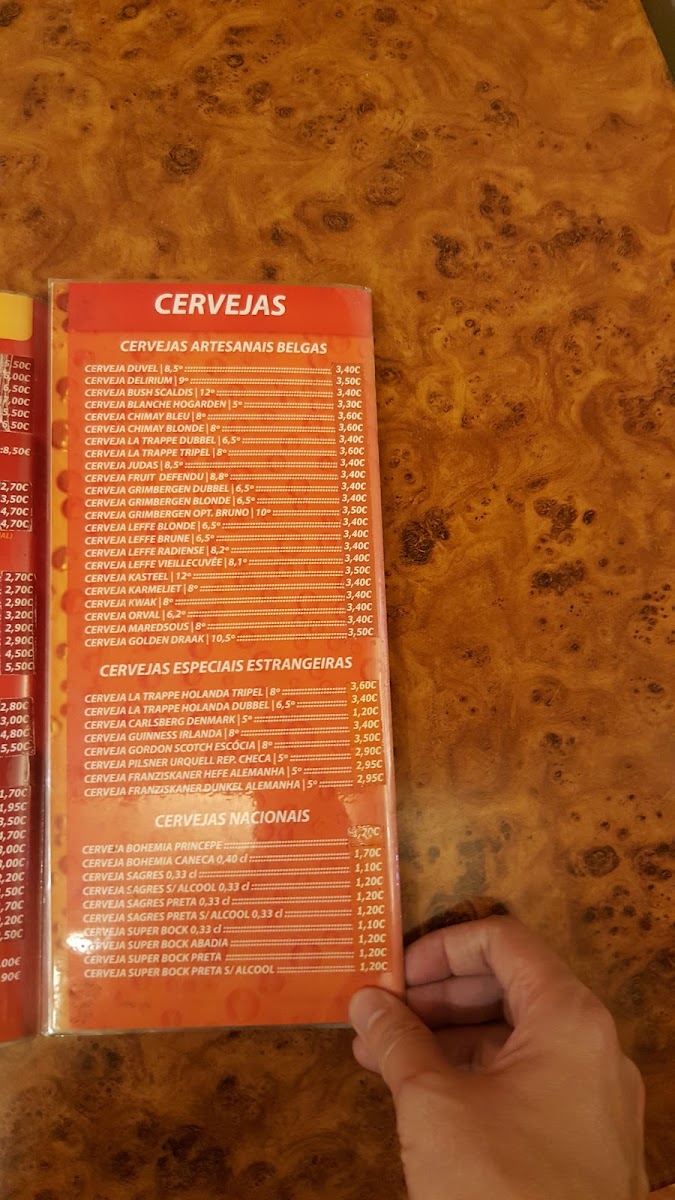 CERVEJAS
CERVEJAS ARTESANAIS BELGAS
CERVEJA DUVEL | 8,5º 3,40€
CERVEJA DELIRIUM | 9º 3,50€
CERVEJA BUSH SCALDIS | 12º 3,40€
CERVEJA BLANCHE HOGARDEN | 5º 3,30€
CERVEJA CHIMAY BLEU | 8º 3,60€
CERVEJA CHIMAY BLONDE | 8º 3,60€
CERVEJA LA TRAPPE DUBBEL | 6,5º 3,40€
CERVEJA LA TRAPPE TRIPEL | 8º 3,60€
CERVEJA JUDAS | 8,5º 3,40€
CERVEJA FRUIT DEFENDU | 8,8º 3,40€
CERVEJA GRIMBERGEN DUBBEL | 6,5º 3,40€
CERVEJA GRIMBERGEN BLONDE | 6,5º 3,40€
CERVEJA GRIMBERGEN OPT. BRUNO | 10º 3,50€
CERVEJA LEFFE BLONDE | 6,5º 3,40€
CERVEJA LEFFE BRUNE | 6,5º 3,40€
CERVEJA LEFFE RADIENSE | 8,2º 3,40€
CERVEJA LEFFE VIEILLECUVÉE | 8,1º 3,40€
CERVEJA KASTEEL | 12º 3,50€
CERVEJA KARMELIET | 8º 3,40€
CERVEJA KWAK | 8º 3,40€
CERVEJA ORVAL | 6,2º 3,40€
CERVEJA MAREDSOUS | 8º 3,40€
CERVEJA GOLDEN DRAAK | 10,5º 3,50€
CERVEJAS ESPECIAIS ESTRANGEIRAS
CERVEJA LA TRAPPE HOLANDA TRIPEL | 8º 3,60€
CERVEJA LA TRAPPE HOLANDA DUBBEL | 6,5º 3,40€
CERVEJA CARLSBERG DENMARK | 5º 1,20€
CERVEJA GUINNESS IRLANDA | 8º 3,40€
CERVEJA GORDON SCOTCH ESCÓCIA | 8º 3,50€
CERVEJA PILSNER URQUELL REP. CHECA | 5º 2,90€
CERVEJA FRANZISKANER HEFE ALEMANHA | 5º 2,95€
CERVEJA FRANZISKANER DUNKEL ALEMANHA | 5º 2,95€
CERVEJAS NACIONAIS
CERVEJA BOHEMIA PRINCEPE 1,20€
CERVEJA BOHEMIA CANECA 0,40 cl 1,70€
CERVEJA SAGRES 0,33 cl 1,10€
CERVEJA SAGRES S/ ALCOOL 0,33 cl 1,20€
CERVEJA SAGRES PRETA 0,33 cl 1,20€
CERVEJA SAGRES PRETA S/ ALCOOL 0,33 cl 1,20€
CERVEJA SUPER BOCK 0,33 cl 1,10€
CERVEJA SUPER BOCK ABADIA 1,20€
CERVEJA SUPER BOCK PRETA 1,20€
CERVEJA SUPER BOCK PRETA S/ ALCOOL 1,20€